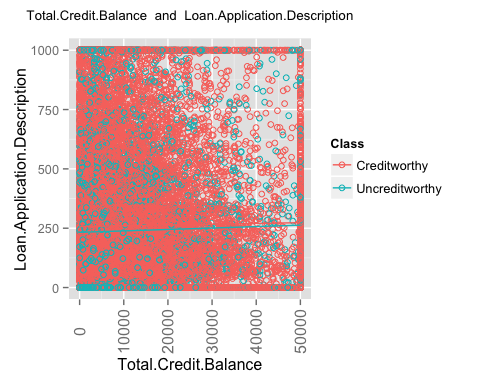 Total.Credit.Balance and Loan.Application.Description
Loan.Application.Description
1000
750
500
250
0
0
10000
20000
30000
40000
50000
Total.Credit.Balance
Class
Creditworthy
Uncreditworthy